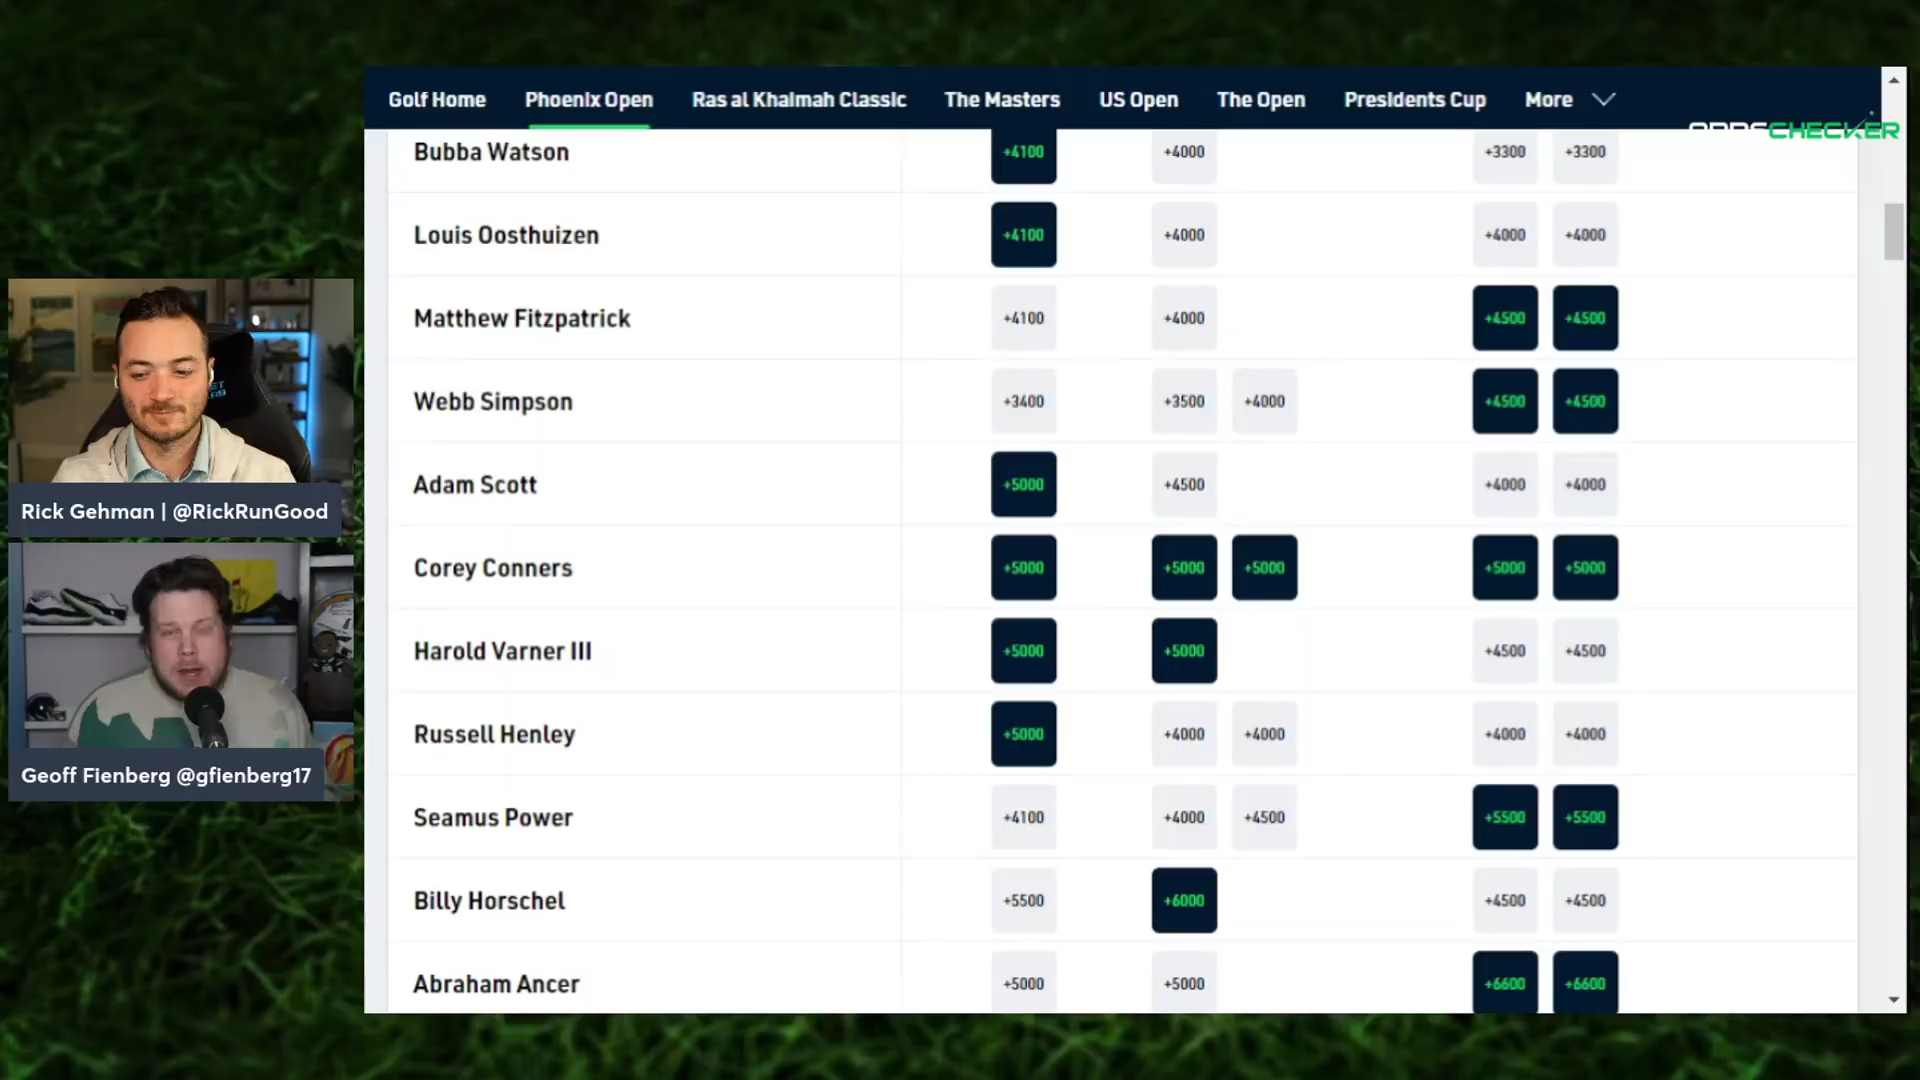 Golf Home Phoenix Open Ras al Khaimah Classic The Masters US Open The Open Presidents Cup More
CHECKER
Bubba Watson +4100 +4000 +3300 +3300
Louis Oosthuizen +4100 +4000 +4000 +4000
Matthew Fitzpatrick +4100 +4000 +4500 +4500
Webb Simpson +3400 +3500 +4000 +4500 +4500
Adam Scott +5000 +4500 +4000 +4000
Corey Conners +5000 +5000 +5000 +5000 +5000
Harold Varner III +5000 +5000 +4500 +4500
Russell Henley +5000 +4000 +4000 +4000 +4000
Seamus Power +4100 +4000 +4500 +5500 +5500
Billy Horschel +5500 +6000 +4500 +4500
Abraham Ancer +5000 +5000 +6600 +6600
Rick Gehman | @RickRunGood
Geoff Fienberg @gfienberg17